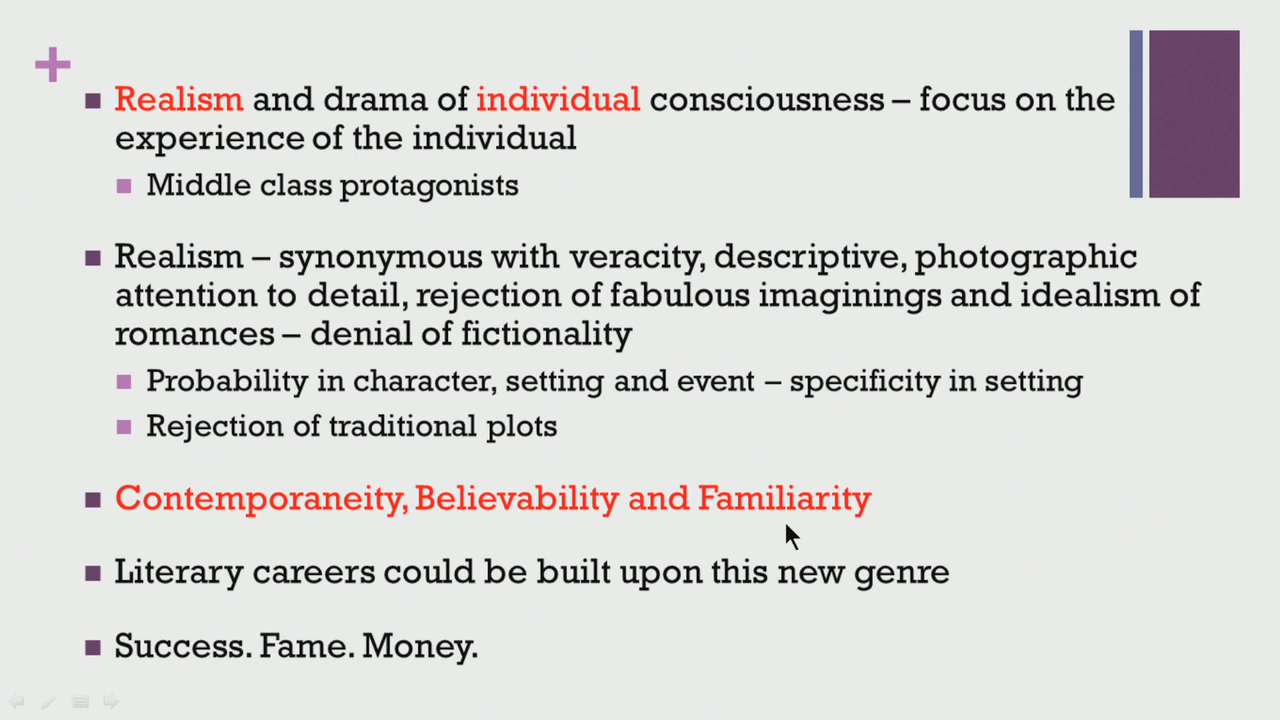 Realism and drama of individual consciousness – focus on the
experience of the individual
Middle class protagonists
Realism – synonymous with veracity, descriptive, photographic
attention to detail, rejection of fabulous imaginings and idealism of
romances – denial of fictionality
Probability in character, setting and event – specificity in setting
Rejection of traditional plots
Contemporaneity, Believability and Familiarity
Literary careers could be built upon this new genre
Success. Fame. Money.